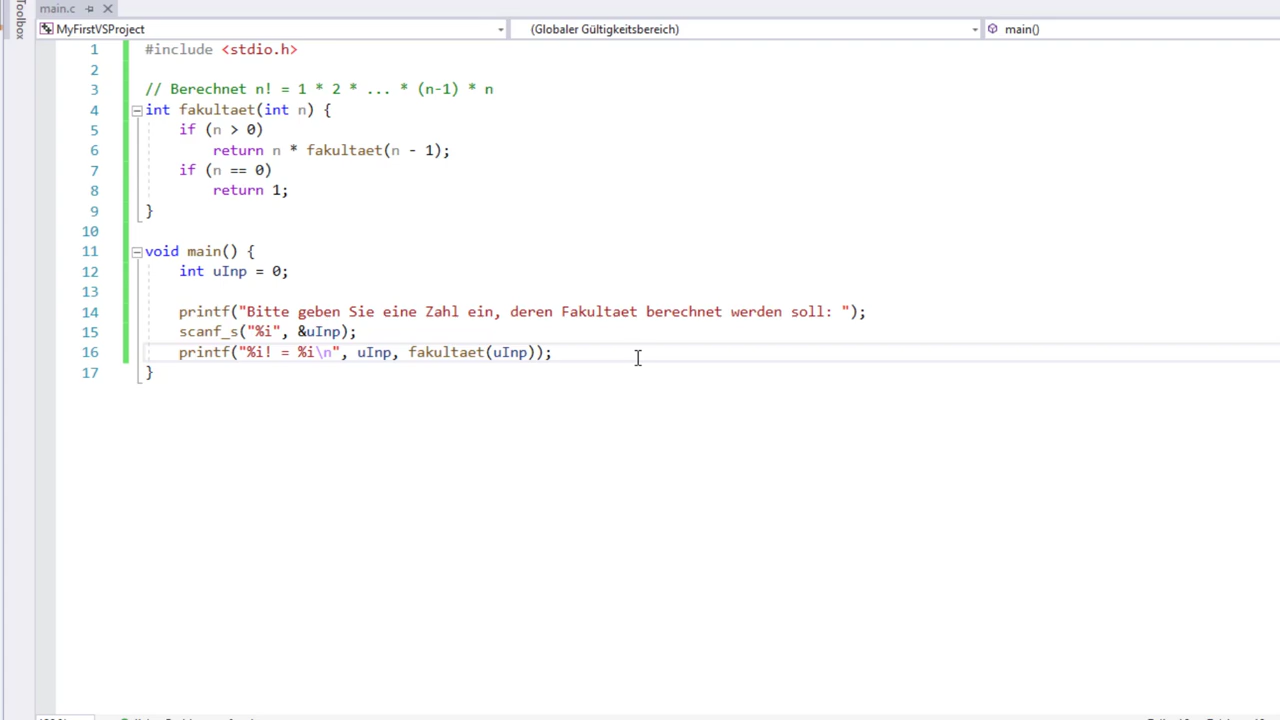 main.c
Toolbox
MyFirstVSProject (Globaler Gültigkeitsbereich) main()
1 #include <stdio.h>
2
3 // Berechnet n! = 1 * 2 * ... * (n-1) * n
4 int fakultaet(int n) {
5 if (n > 0)
6 return n * fakultaet(n - 1);
7 if (n == 0)
8 return 1;
9 }
10
11 void main() {
12 int uInp = 0;
13
14 printf("Bitte geben Sie eine Zahl ein, deren Fakultaet berechnet werden soll: ");
15 scanf_s("%i", &uInp);
16 printf("%i! = %i\n", uInp, fakultaet(uInp));
17 }